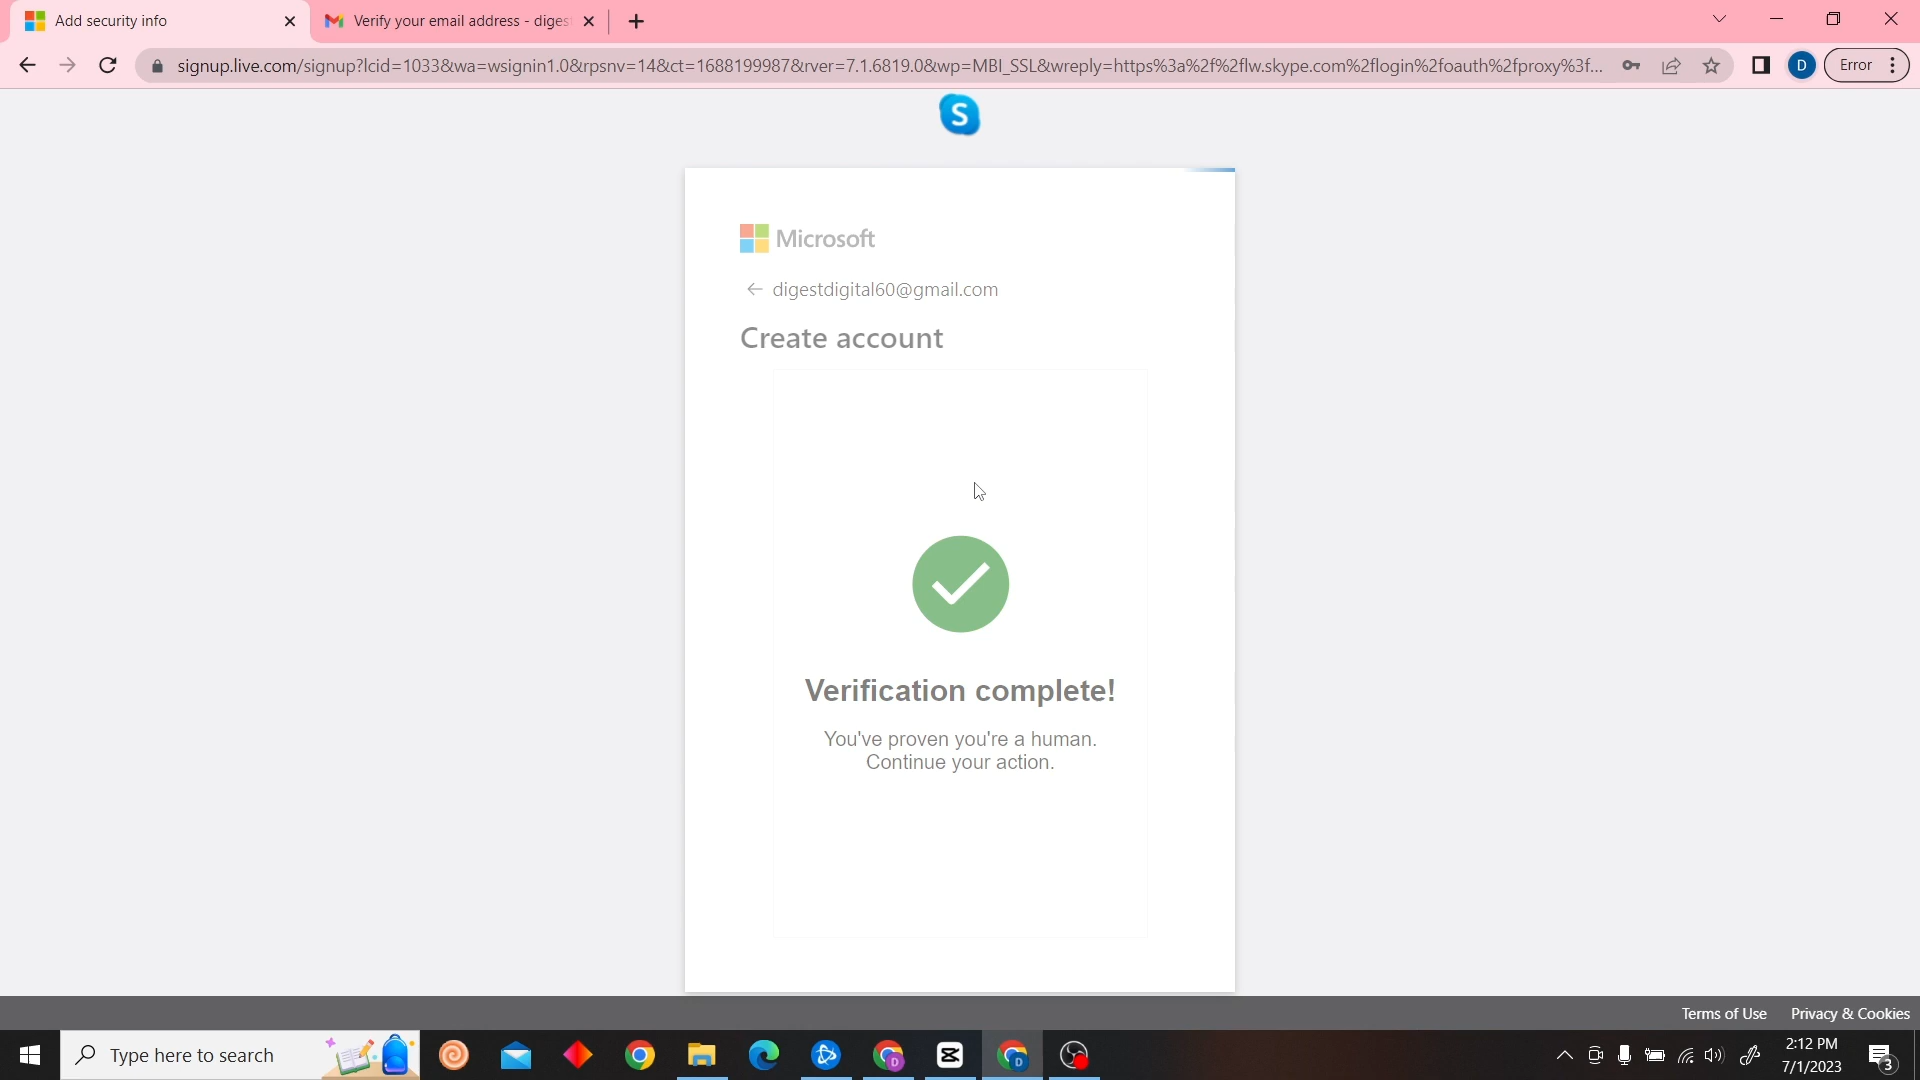 Add security info
Verify your email address - diges
signup.live.com/signup?lcid=1033&wa=wsignin1.0&rpsnv=14&ct=1688199987&rver=7.1.6819.0&wp=MBI_SSL&wreply=https%3a%2f%2flw.skype.com%2flogin%2foauth%2fproxy%3f...
D
Error
S
Microsoft
digestdigital60@gmail.com
Create account
Verification complete!
You've proven you're a human.
Continue your action.
Terms of Use
Privacy & Cookies
Type here to search
D
D
2:12 PM
7/1/2023
3